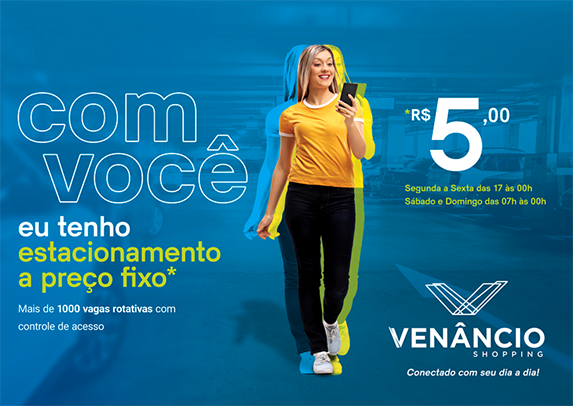 com
você
eu tenho
estacionamento
a preço fixo*
Mais de 1000 vagas rotativas com
controle de acesso
*R$ 5,00
Segunda a Sexta das 17 às 00h
Sábado e Domingo das 07h às 00h
VENÂNCIO
SHOPPING
Conectado com seu dia a dia!